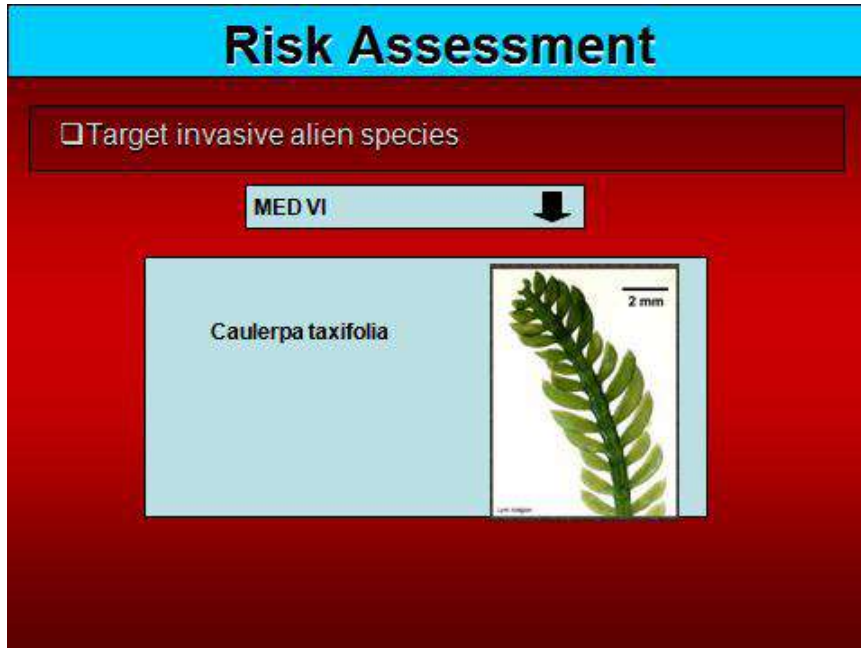 Risk Assessment
❑Target invasive alien species
MED VI
2 mm
Caulerpa taxifolia